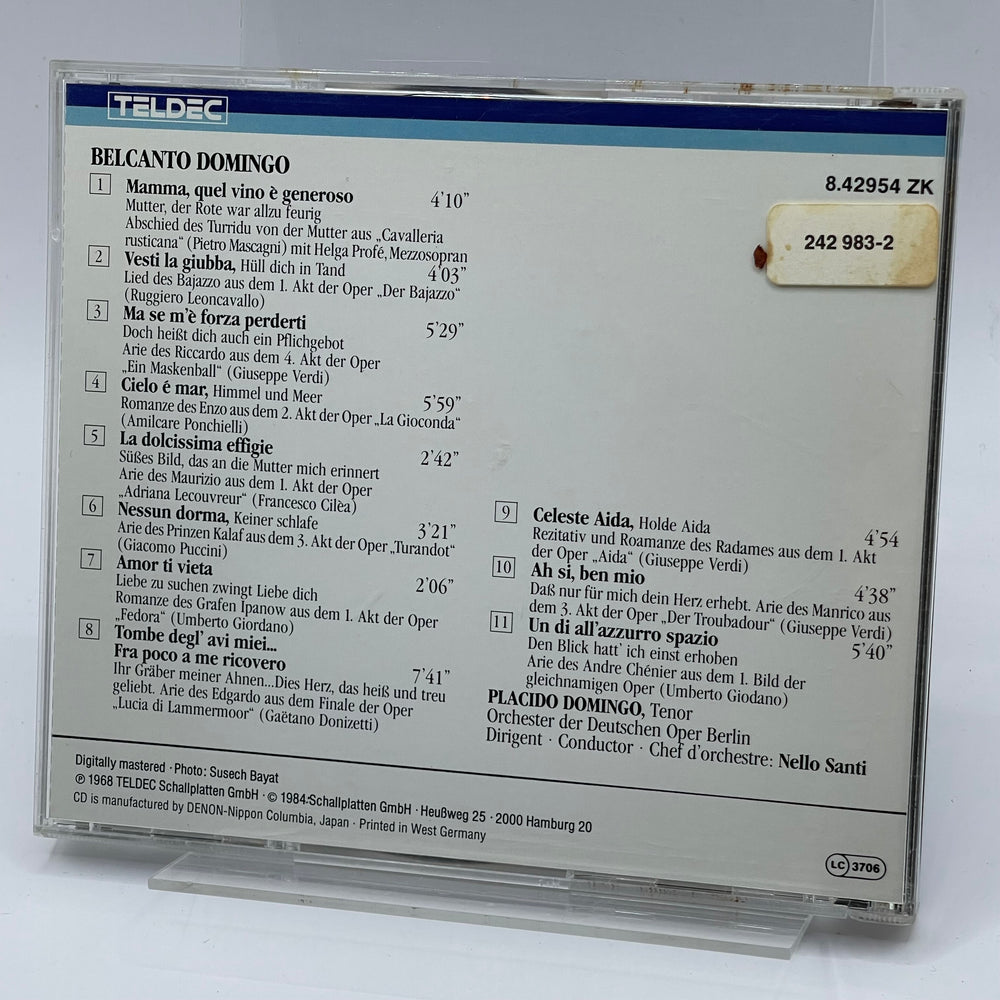 TELDEC
BELCANTO DOMINGO
8.42954 ZK
242 983-2
1 Mamma, quel vino è generoso 4'10”
Mutter, der Rote war allzu feurig
Abschied des Turridu von der Mutter aus „Cavalleria
rusticana“ (Pietro Mascagni) mit Helga Profé, Mezzosopran
2 Vesti la giubba, Hüll dich in Tand 4'03”
Lied des Bajazzo aus dem 1. Akt der Oper „Der Bajazzo“
(Ruggiero Leoncavallo)
3 Ma se m'è forza perderti 5'29”
Doch heißt dich auch ein Pflichgebot
Arie des Riccardo aus dem 4. Akt der Oper
„Ein Maskenball“ (Giuseppe Verdi)
4 Cielo é mar, Himmel und Meer 5'59”
Romanze des Enzo aus dem 2. Akt der Oper „La Gioconda“
(Amilcare Ponchielli)
5 La dolcissima effigie 2'42”
Süßes Bild, das an die Mutter mich erinnert
Arie des Maurizio aus dem 1. Akt der Oper
„Adriana Lecouvreur“ (Francesco Cilèa)
6 Nessun dorma, Keiner schlafe 3'21”
Arie des Prinzen Kalaf aus dem 3. Akt der Oper „Turandot“
(Giacomo Puccini)
7 Amor ti vieta 2'06”
Liebe zu suchen zwingt Liebe dich
Romanze des Grafen Ipanow aus dem 1. Akt der Oper
„Fedora“ (Umberto Giordano)
8 Tombe degl' avi miei...
Fra poco a me ricovero 7'41”
Ihr Gräber meiner Ahnen...Dies Herz, das heiß und treu
geliebt. Arie des Edgardo aus dem Finale der Oper
„Lucia di Lammermoor“ (Gaëtano Donizetti)
9 Celeste Aida, Holde Aida 4'54
Rezitativ und Roamanze des Radames aus dem 1. Akt
der Oper „Aida“ (Giuseppe Verdi)
10 Ah si, ben mio 4'38”
Daß nur für mich dein Herz erhebt. Arie des Manrico aus
dem 3. Akt der Oper „Der Troubadour“ (Giuseppe Verdi)
11 Un di all'azzurro spazio 5'40”
Den Blick hatt' ich einst erhoben
Arie des Andre Chénier aus dem 1. Bild der
gleichnamigen Oper (Umberto Giodano)
PLACIDO DOMINGO, Tenor
Orchester der Deutschen Oper Berlin
Dirigent · Conductor · Chef d'orchestre: Nello Santi
Digitally mastered · Photo: Susech Bayat
℗ 1968 TELDEC Schallplatten GmbH · © 1984 Schallplatten GmbH · Heußweg 25 · 2000 Hamburg 20
CD is manufactured by DENON-Nippon Columbia, Japan · Printed in West Germany
LC 3706